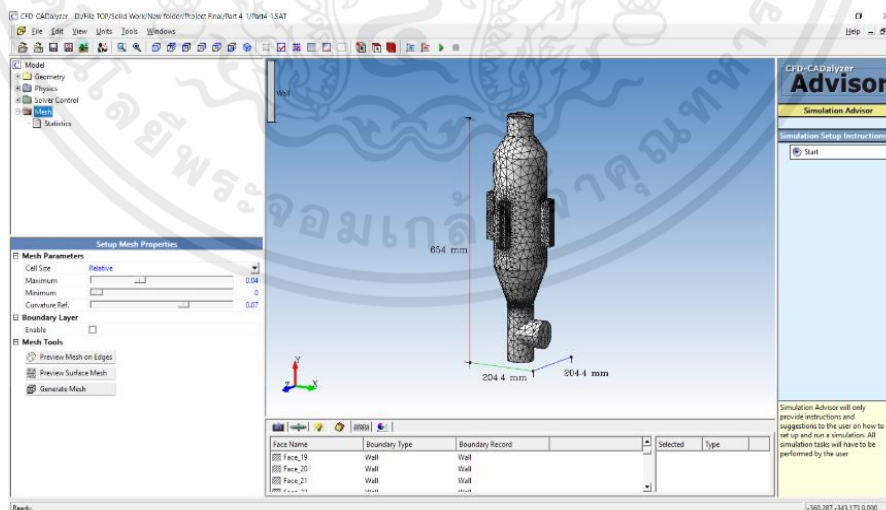 CFD CADalyzer D:/File TOP/Solid Work/New folder/Project Final/Part 4_1/Part4_1.SAT
File Edit View Units Tools Windows Help
Model
Geometry
Physics
Solver Control
Mesh
Statistics
Wall
CFD-CADalyzer
Advisor
Simulation Advisor
Simulation Setup Instructions
Start
654 mm
204.4 mm
204.4 mm
Y
Z
X
Setup Mesh Properties
Mesh Parameters
Cell Size Relative
Maximum 0.04
Minimum 0
Curvature Ref. 0.07
Boundary Layer
Enable
Mesh Tools
Preview Mesh on Edges
Preview Surface Mesh
Generate Mesh
Face Name Boundary Type Boundary Record Selected Type
Face_19 Wall Wall
Face_20 Wall Wall
Face_21 Wall Wall
Simulation Advisor will only
provide instructions and
suggestions to the user on how to
set up and run a simulation. All
simulation tasks will have to be
performed by the user
Ready.
-360.287 -343.173 0.000